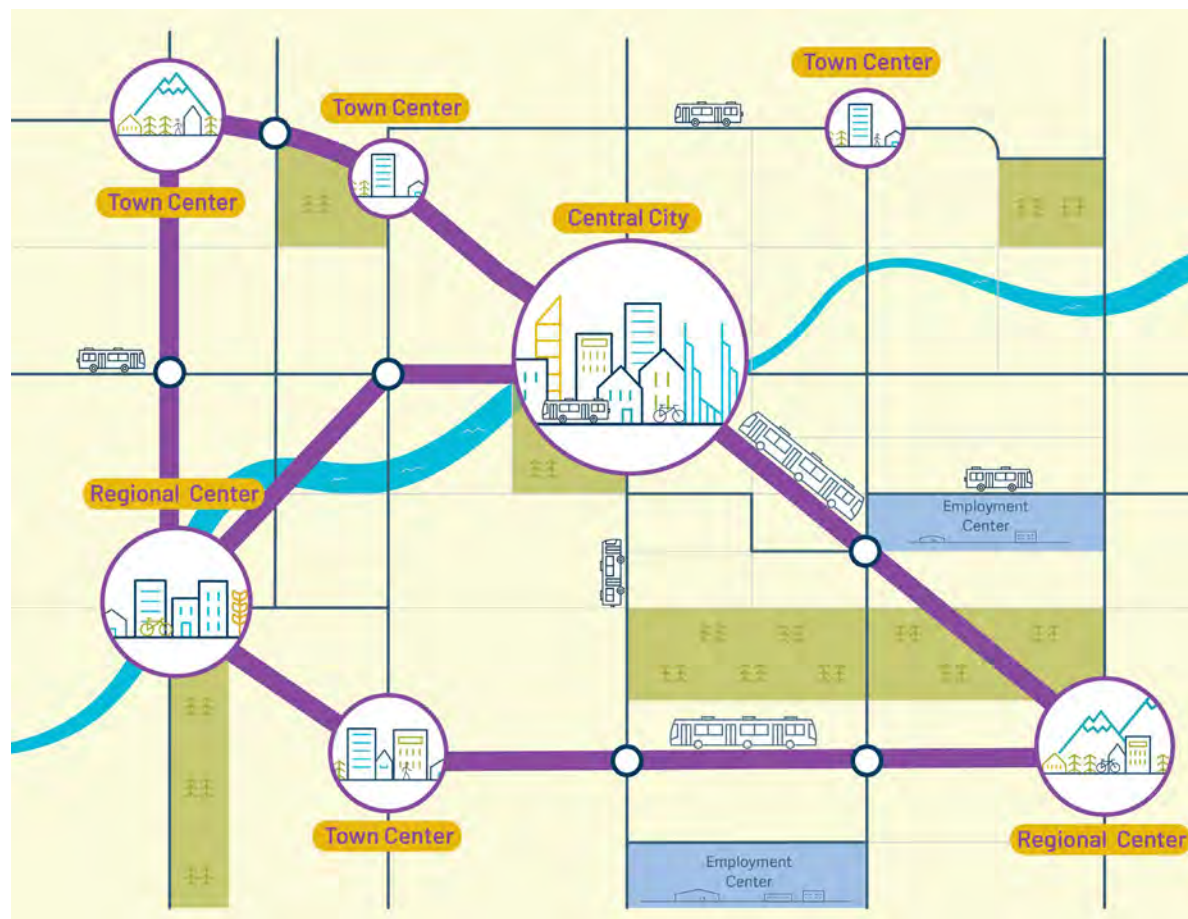 Town Center
Town Center
Town Center
Central City
Regional Center
Employment
Center
Town Center
Regional Center
Employment
Center